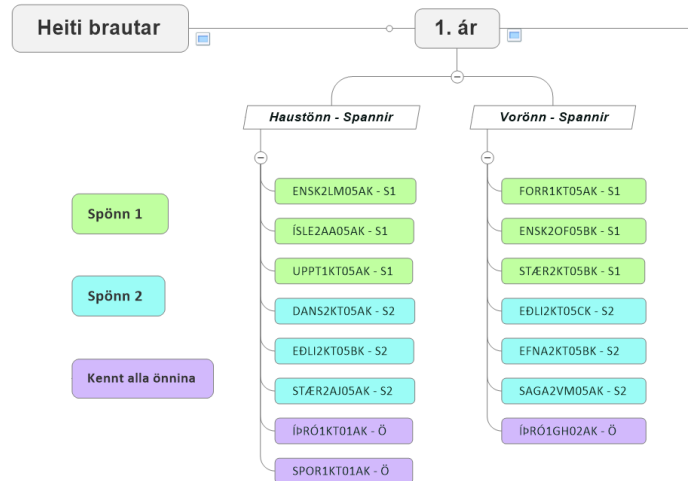 Heiti brautar
1. ár
Haustönn - Spannir
Vorönn - Spannir
Spönn 1
Spönn 2
Kennt alla önnina
ENSK2LM05AK - S1
ÍSLE2AA05AK - S1
UPPT1KT05AK - S1
DANS2KT05AK - S2
EÐLI2KT05BK - S2
STÆR2AJ05AK - S2
ÍÞRÓ1KT01AK - Ö
SPOR1KT01AK - Ö
FORR1KT05AK - S1
ENSK2OF05BK - S1
STÆR2KT05BK - S1
EÐLI2KT05CK - S2
EFNA2KT05BK - S2
SAGA2VM05AK - S2
ÍÞRÓ1GH02AK - Ö